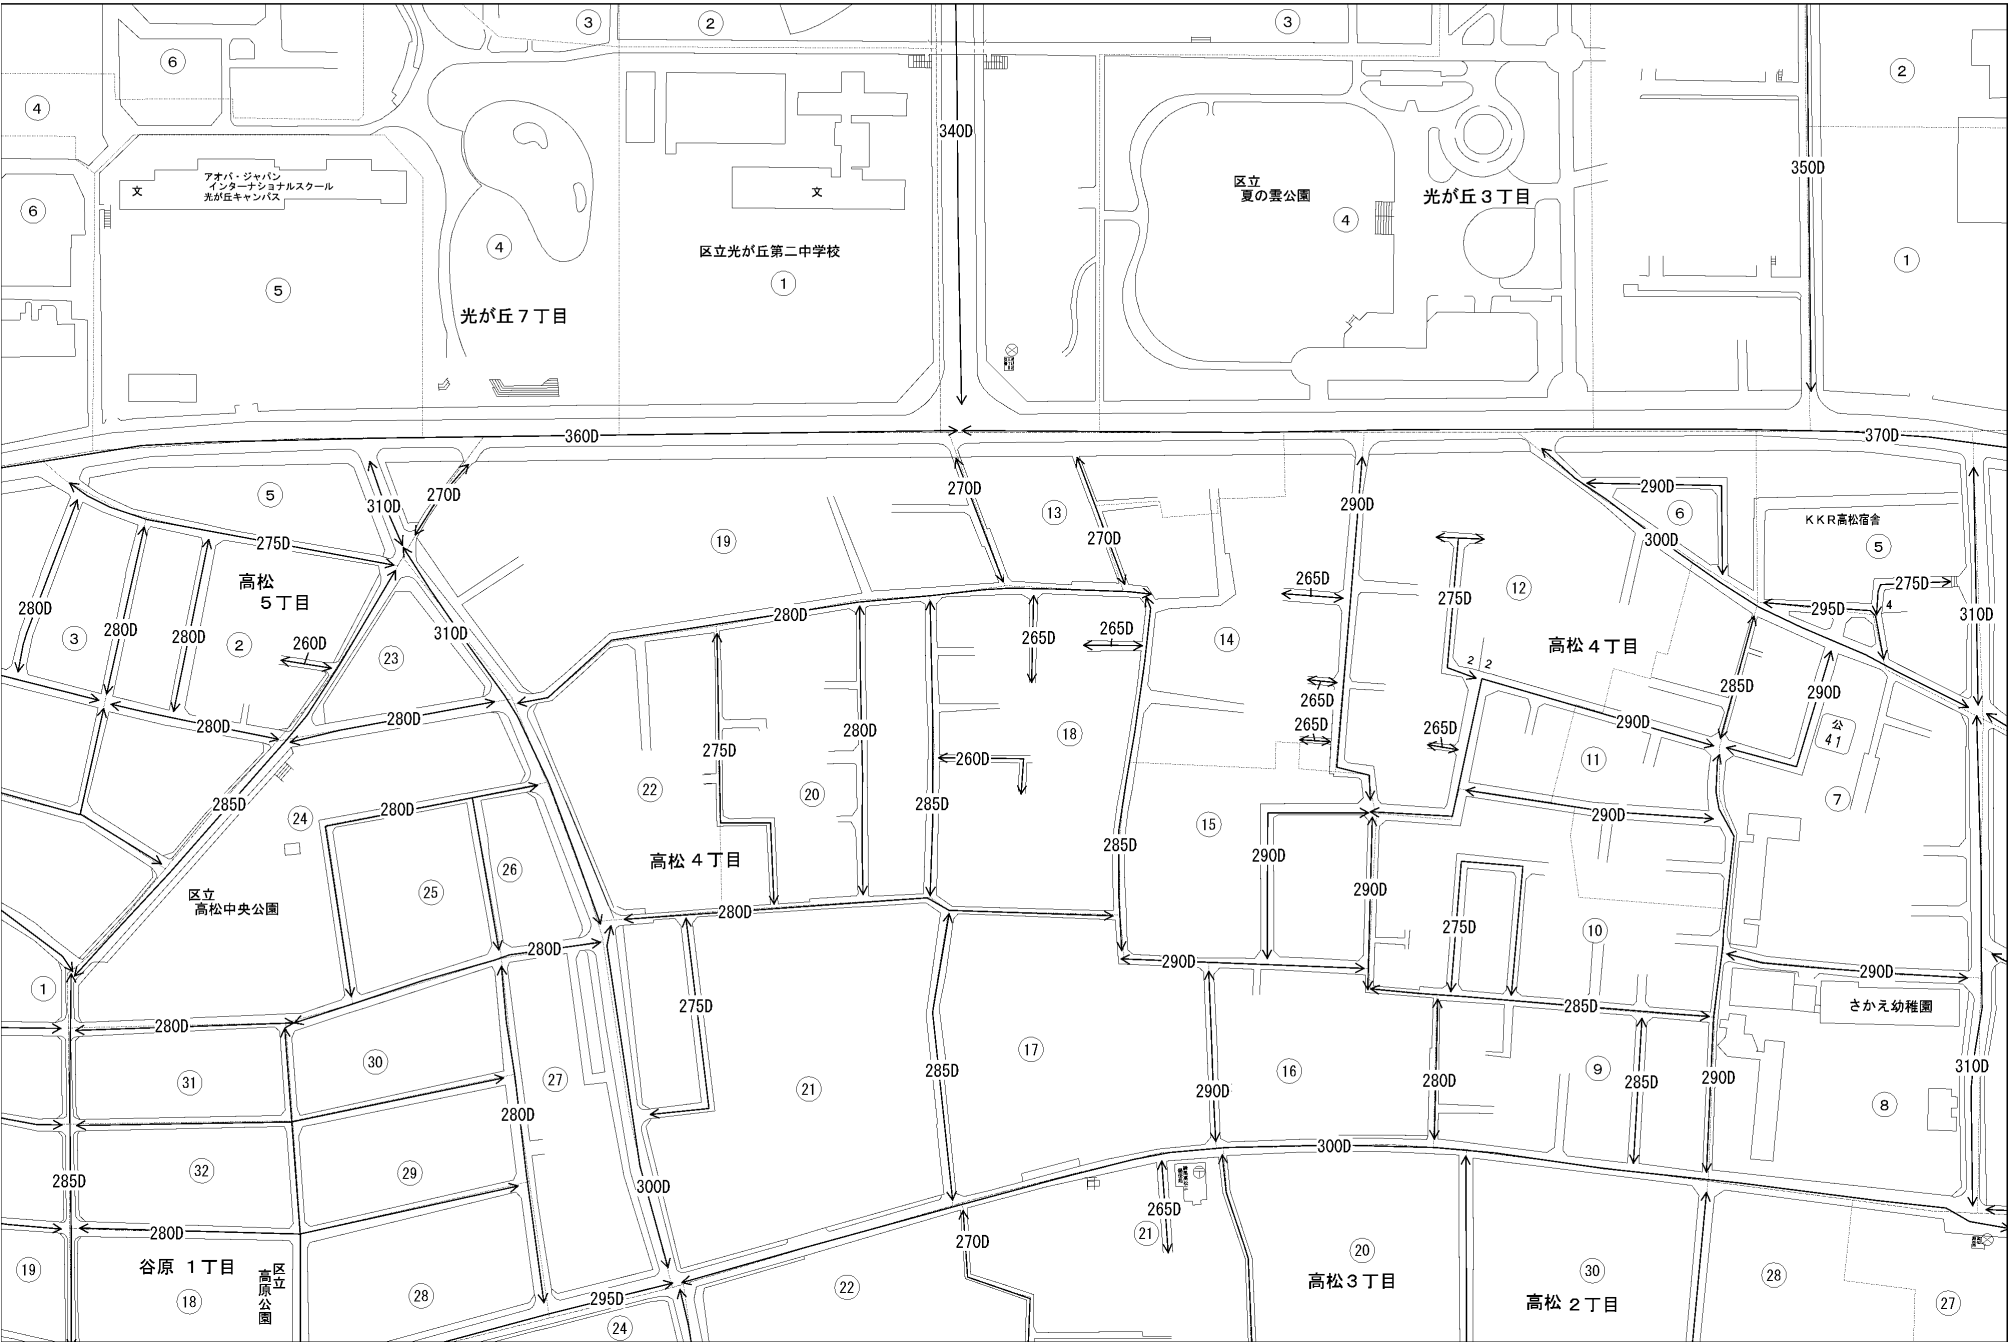 ③
②
③
⑥
②
④
340D
350D
アオバ・ジャパン
インターナショナルスクール
光が丘キャンパス
文
文
区立
夏の雲公園
光が丘3丁目
⑥
④
④
区立光が丘第二中学校
①
①
⑤
光が丘7丁目
360D
370D
⑤
270D
310D
270D
290D
290D
⑬
⑥
KKR高松宿舎
⑤
⑲
270D
300D
275D
高松
5丁目
265D
275D
⑫
275D
295D
4
310D
280D
280D
280D
③
②
260D
㉓
310D
280D
265D
265D
⑭
高松4丁目
2
2
285D
290D
265D
280D
280D
280D
275D
⑱
265D
265D
290D
公
41
260D
⑪
㉒
⑳
285D
⑦
285D
㉔
280D
⑮
290D
285D
290D
高松4丁目
㉖
㉕
290D
区立
高松中央公園
280D
275D
⑩
280D
290D
290D
①
275D
さかえ幼稚園
280D
285D
⑰
㉚
㉛
㉗
㉑
285D
⑯
290D
280D
⑨
285D
290D
310D
⑧
280D
㉜
㉙
285D
300D
300D
265D
280D
270D
㉑
谷原 1丁目
⑲
区立
高原公園
⑱
㉘
295D
㉒
⑳
高松3丁目
㉚
高松2丁目
㉘
㉗
㉔